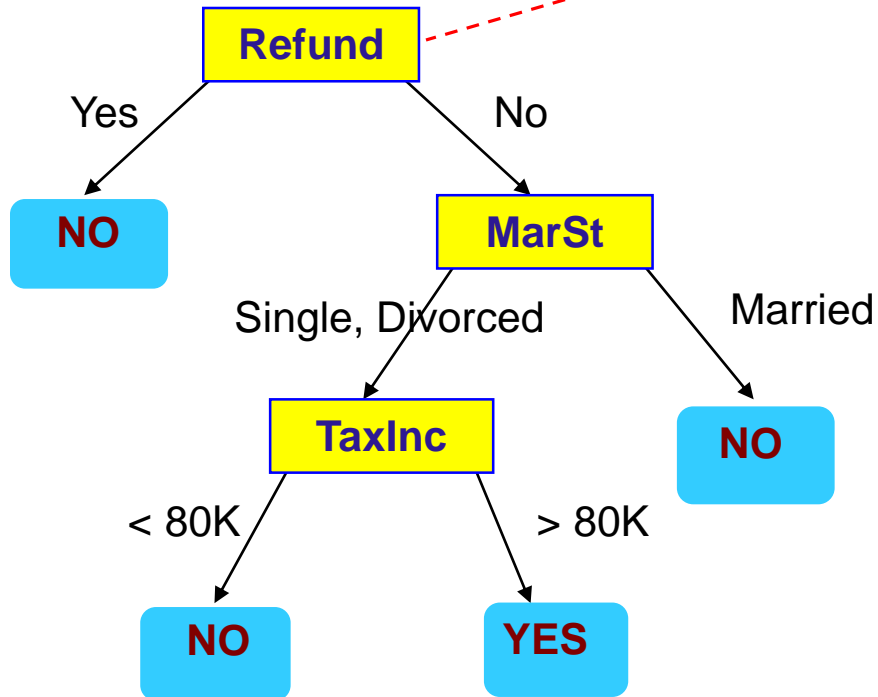 Refund
Yes
No
NO
MarSt
Single, Divorced
Married
TaxInc
NO
< 80K
> 80K
NO
YES